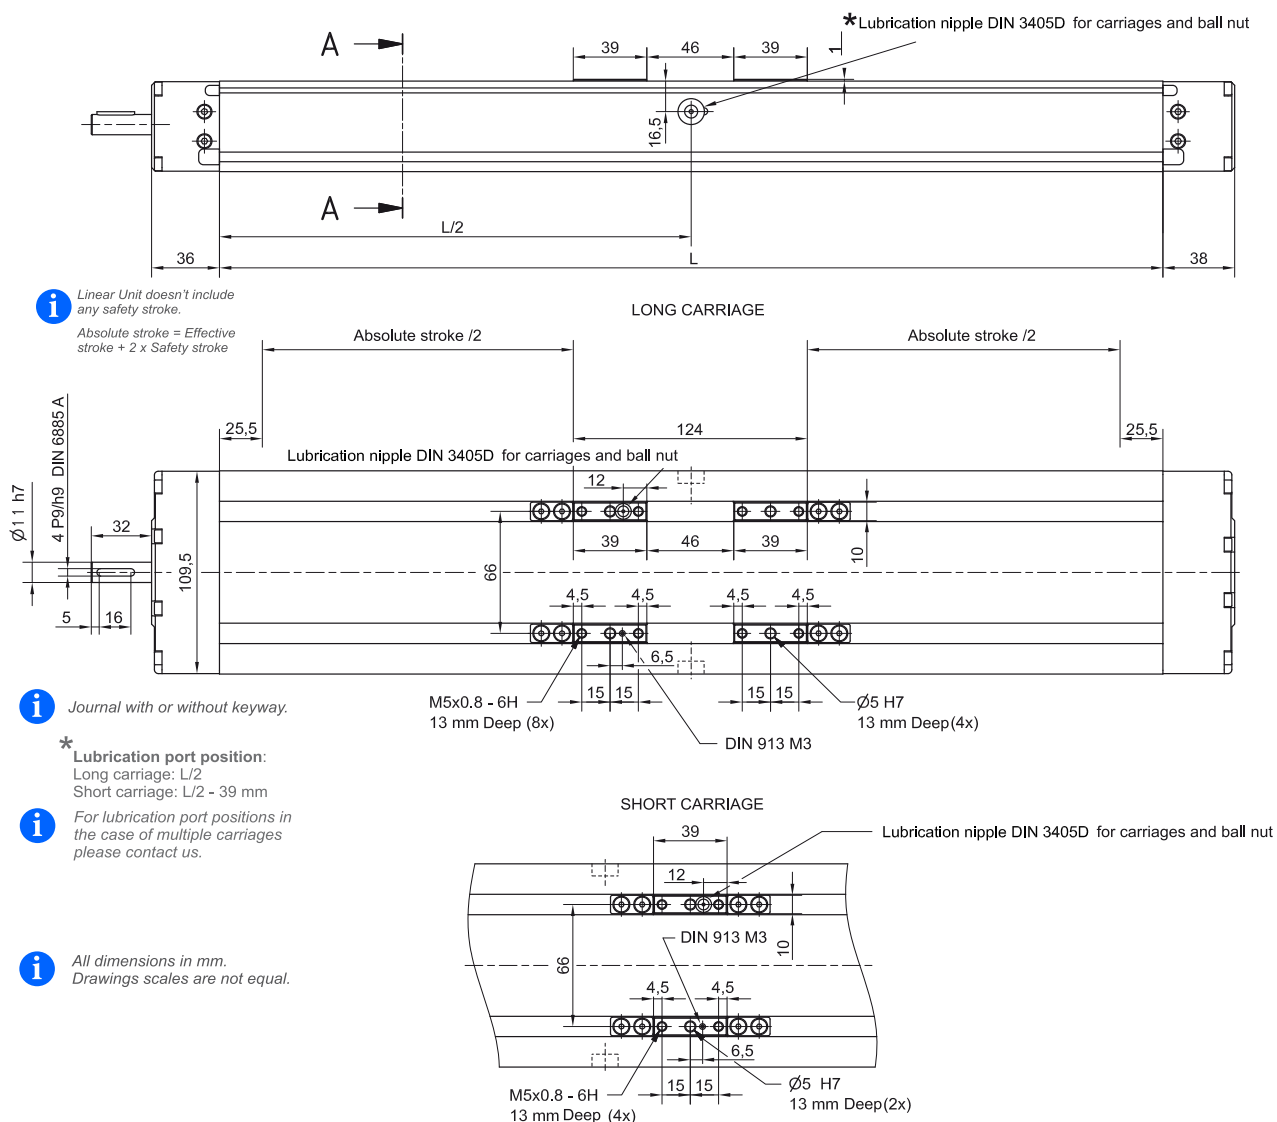 *Lubrication nipple DIN 3405D for carriages and ball nut
A
39
46
39
1
16,5
A
L/2
36
L
38
i
Linear Unit doesn't include
any safety stroke.
Absolute stroke = Effective
stroke + 2 x Safety stroke
LONG CARRIAGE
Absolute stroke /2
Absolute stroke /2
25,5
124
25,5
Lubrication nipple DIN 3405D for carriages and ball nut
12
Ø11 h7
4 P9/h9 DIN 6885 A
32
109,5
39
46
39
10
66
5
16
4,5
4,5
4,5
4,5
6,5
M5x0.8 - 6H
13 mm Deep (8x)
15
15
15
15
Ø5 H7
13 mm Deep(4x)
DIN 913 M3
i
Journal with or without keyway.
*
Lubrication port position:
Long carriage: L/2
Short carriage: L/2 - 39 mm
i
For lubrication port positions in
the case of multiple carriages
please contact us.
SHORT CARRIAGE
39
Lubrication nipple DIN 3405D for carriages and ball nut
12
DIN 913 M3
10
66
i
All dimensions in mm.
Drawings scales are not equal.
4,5
4,5
6,5
M5x0.8 - 6H
13 mm Deep (4x)
15
15
Ø5 H7
13 mm Deep(2x)